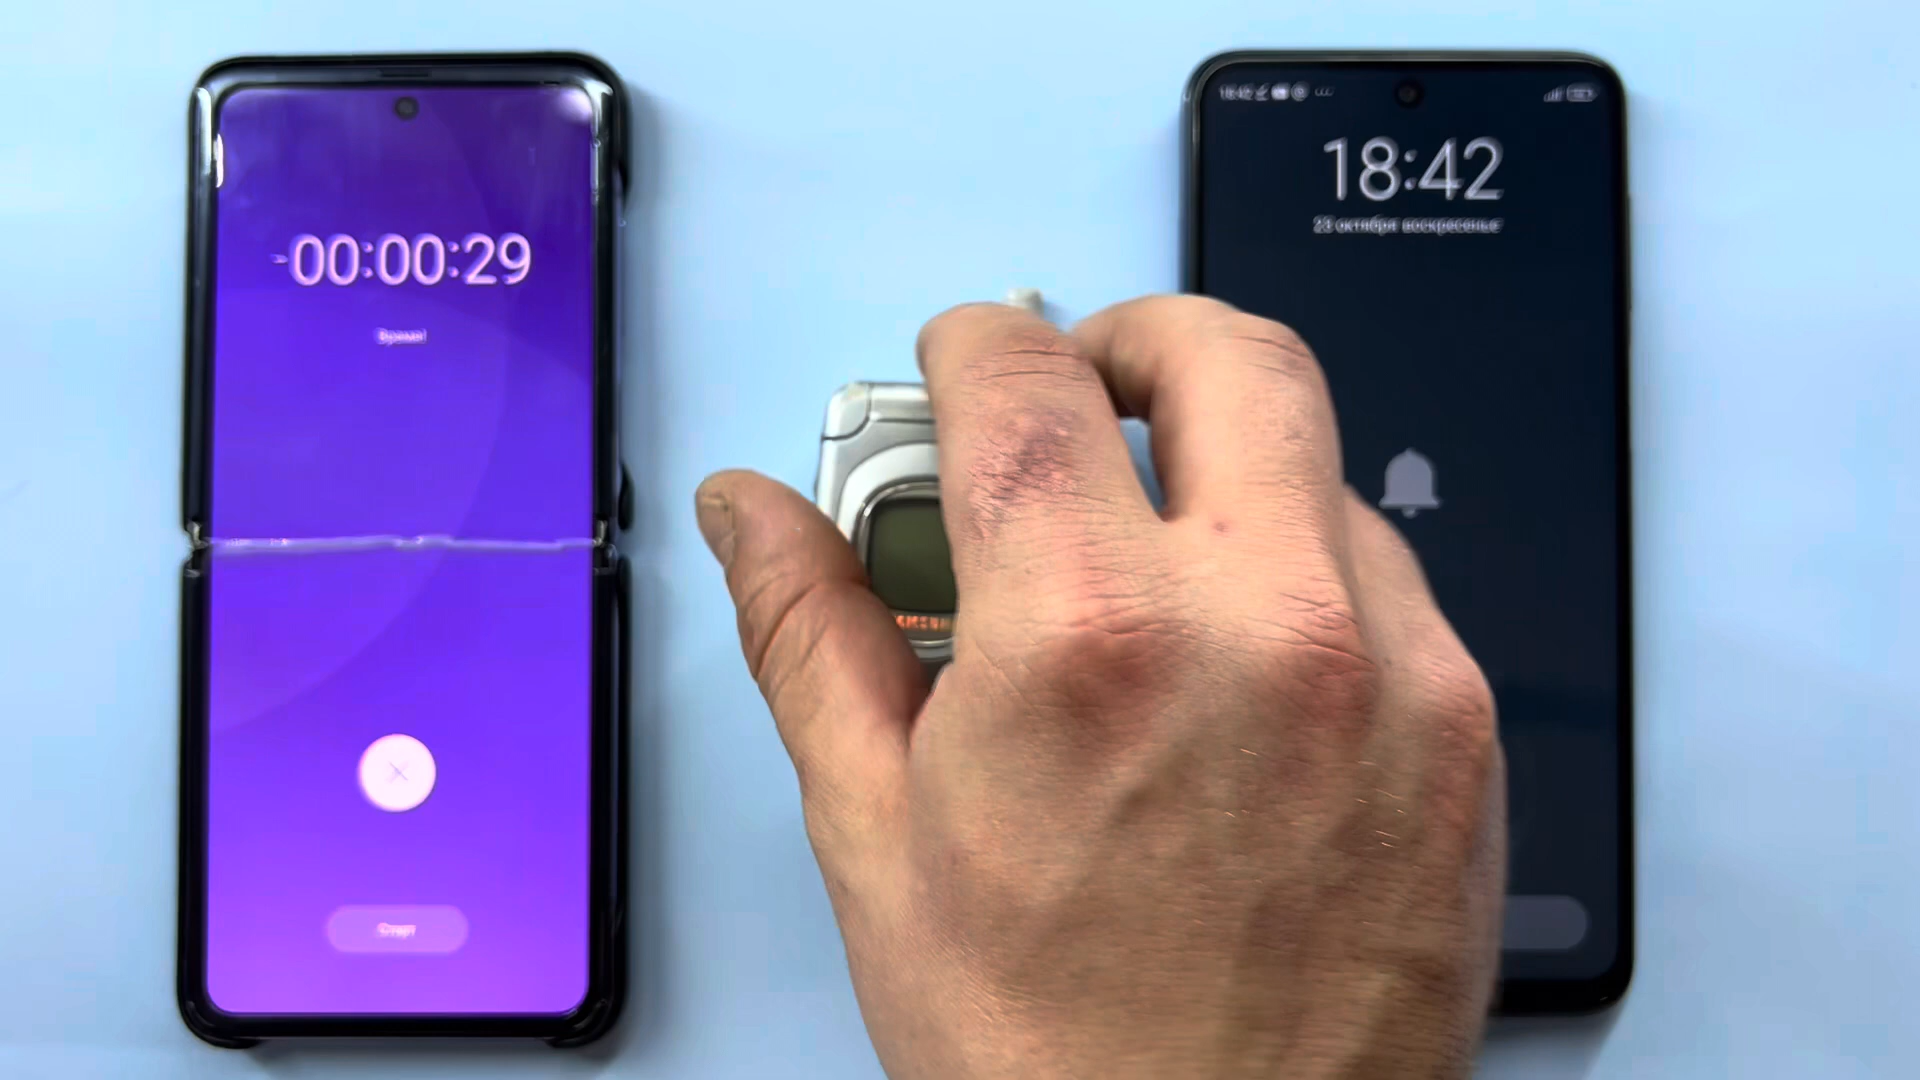 -00:00:29
Время!
Старт
18:42
18:42
23 октября воскресенье